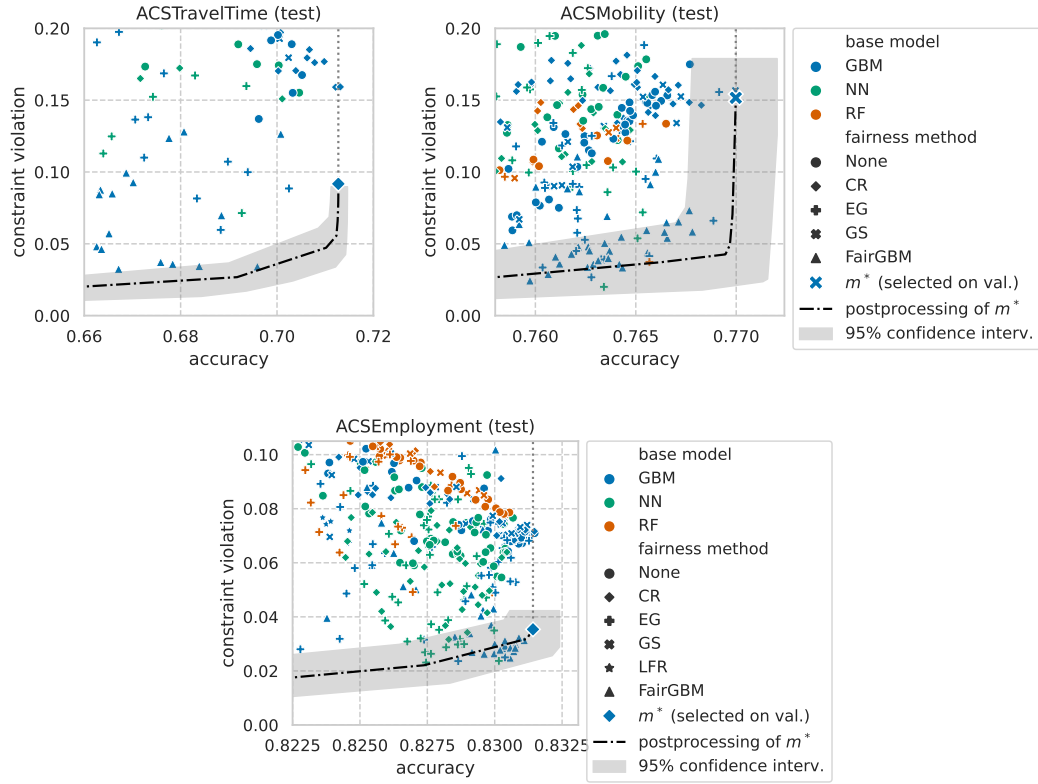 ACSTravelTime (test)
0.20
0.15
0.10
0.05
0.00
constraint violation
0.66
0.68
0.70
0.72
accuracy
ACSMobility (test)
0.20
0.15
0.10
0.05
0.00
constraint violation
0.760
0.765
0.770
accuracy
base model
GBM
NN
RF
fairness method
None
CR
EG
GS
FairGBM
m* (selected on val.)
postprocessing of m*
95% confidence interv.
ACSEmployment (test)
0.10
0.08
0.06
0.04
0.02
0.00
constraint violation
0.8225
0.8250
0.8275
0.8300
0.8325
accuracy
base model
GBM
NN
RF
fairness method
None
CR
EG
GS
LFR
FairGBM
m* (selected on val.)
postprocessing of m*
95% confidence interv.